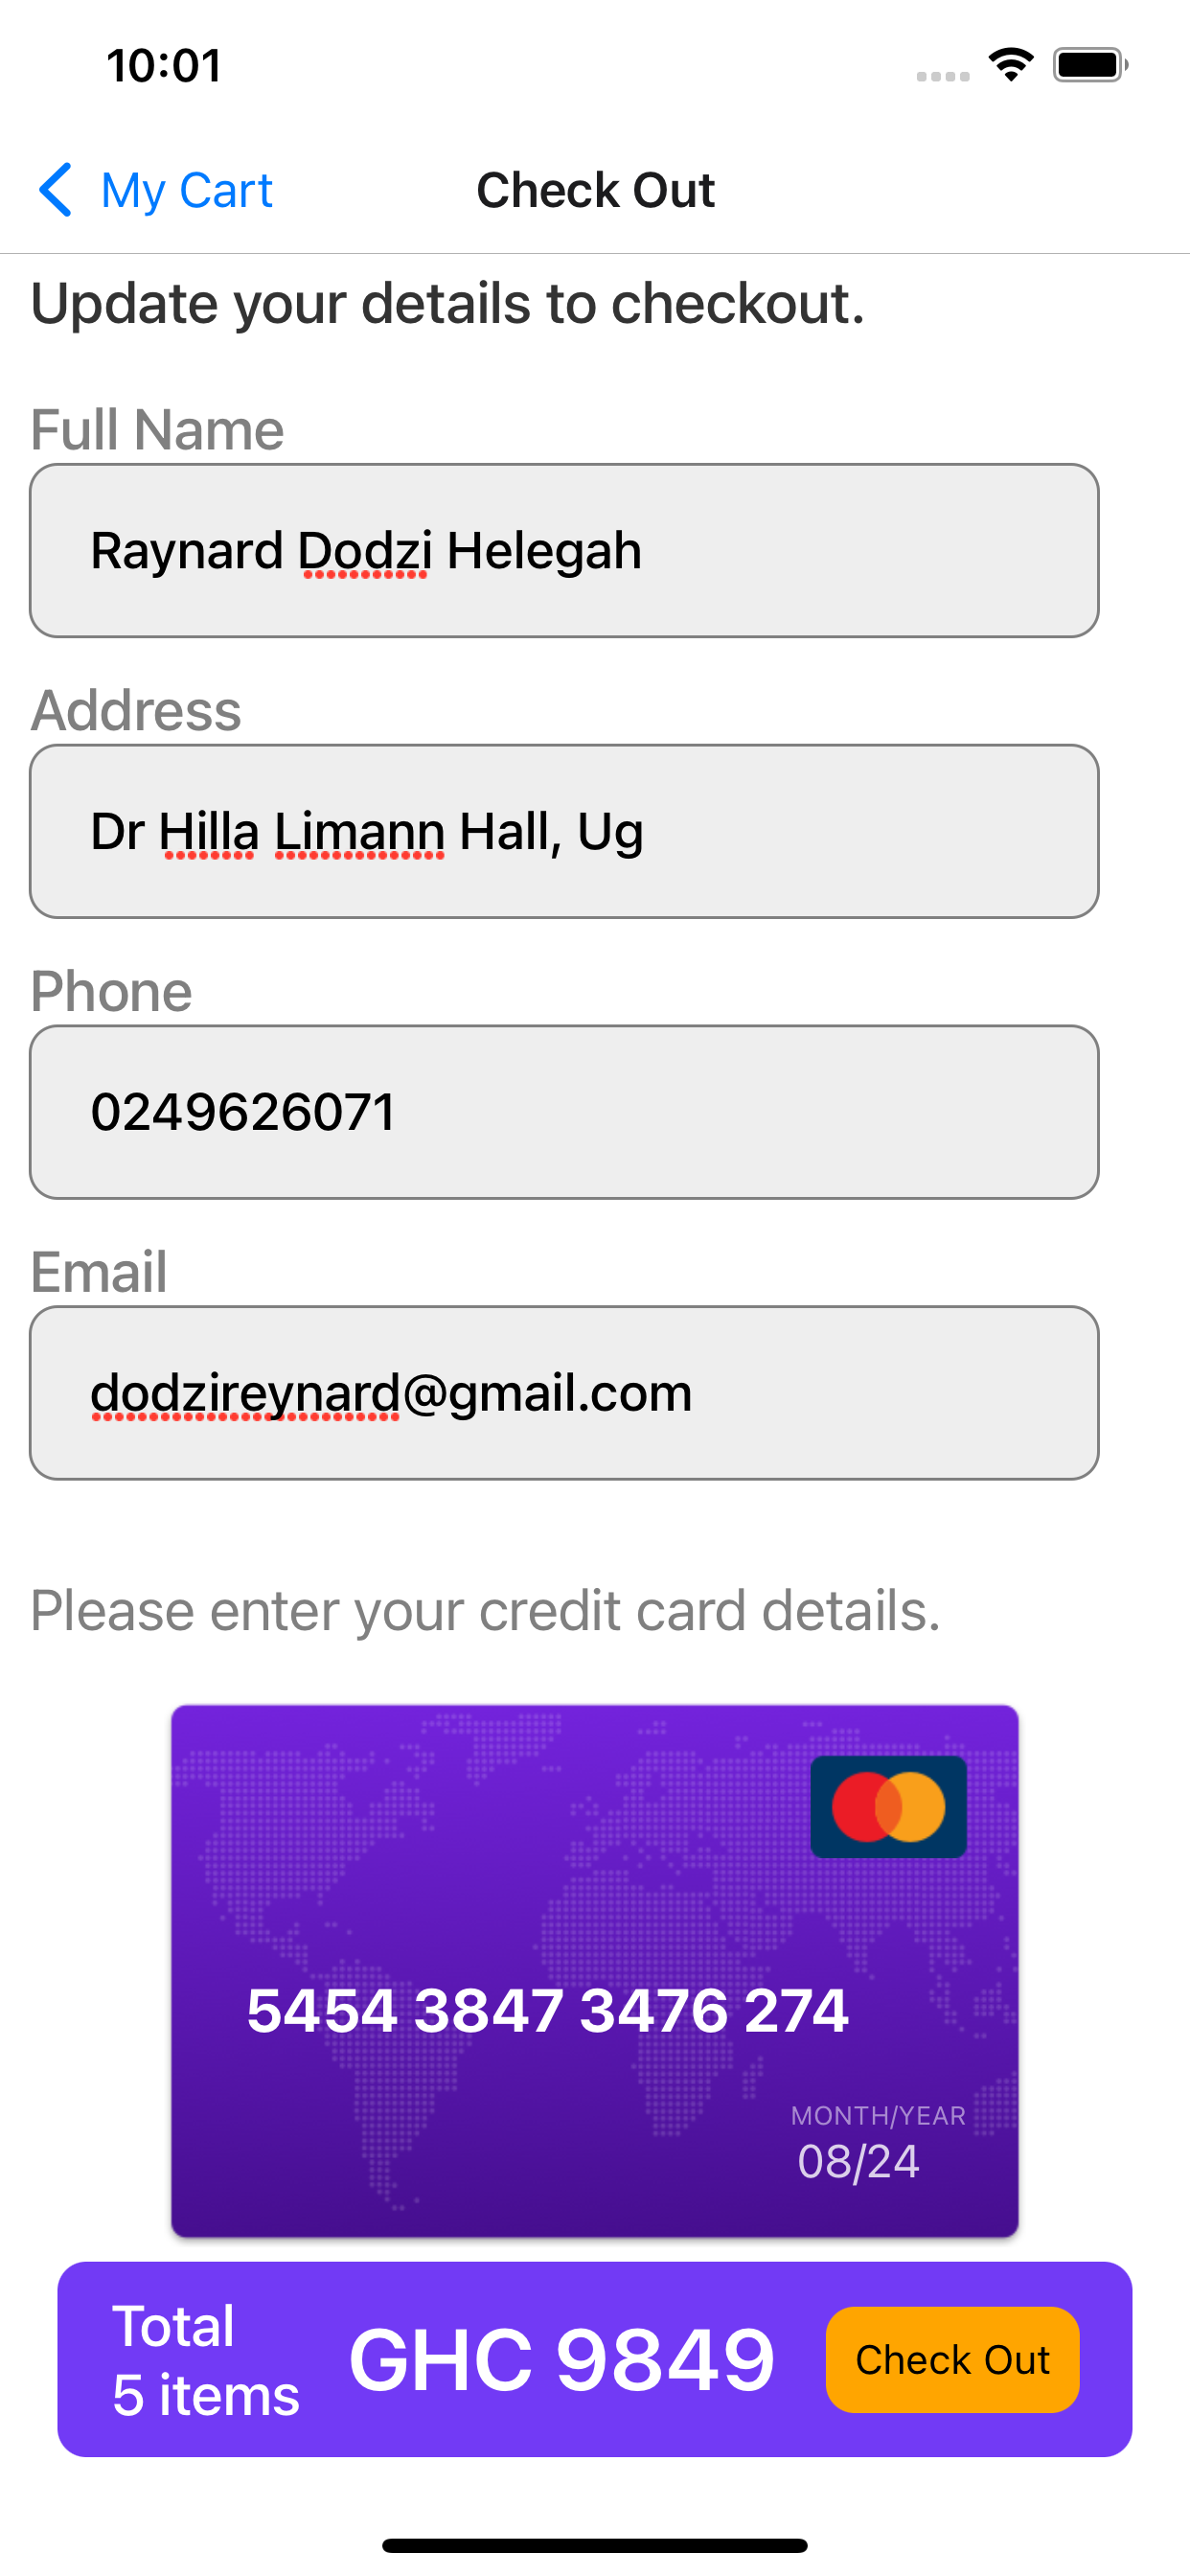 10:01
My Cart
Check Out
Update your details to checkout.
Full Name
Raynard Dodzi Helegah
Address
Dr Hilla Limann Hall, Ug
Phone
0249626071
Email
dodzireynard@gmail.com
Please enter your credit card details.
5454 3847 3476 274
MONTH/YEAR
08/24
Total
5 items
GHC 9849
Check Out